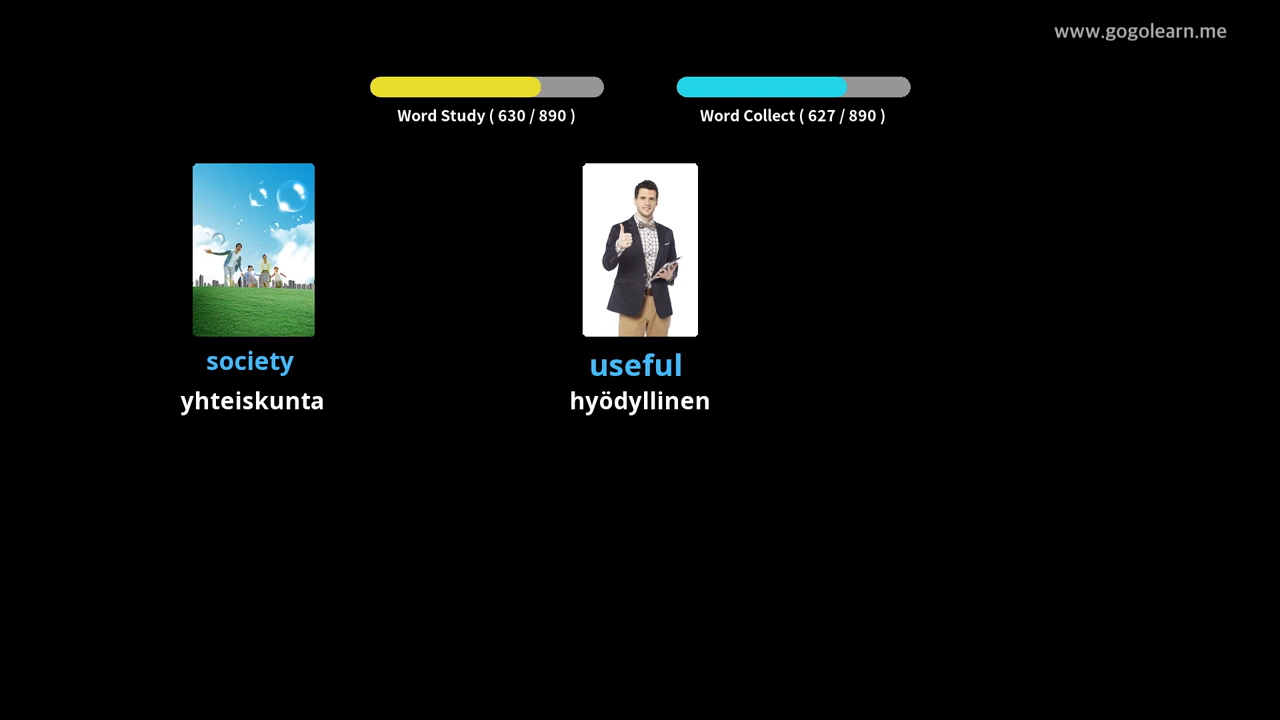 www.gogolearn.me
Word Study ( 630 / 890 )
Word Collect ( 627 / 890 )
society
yhteiskunta
useful
hyödyllinen